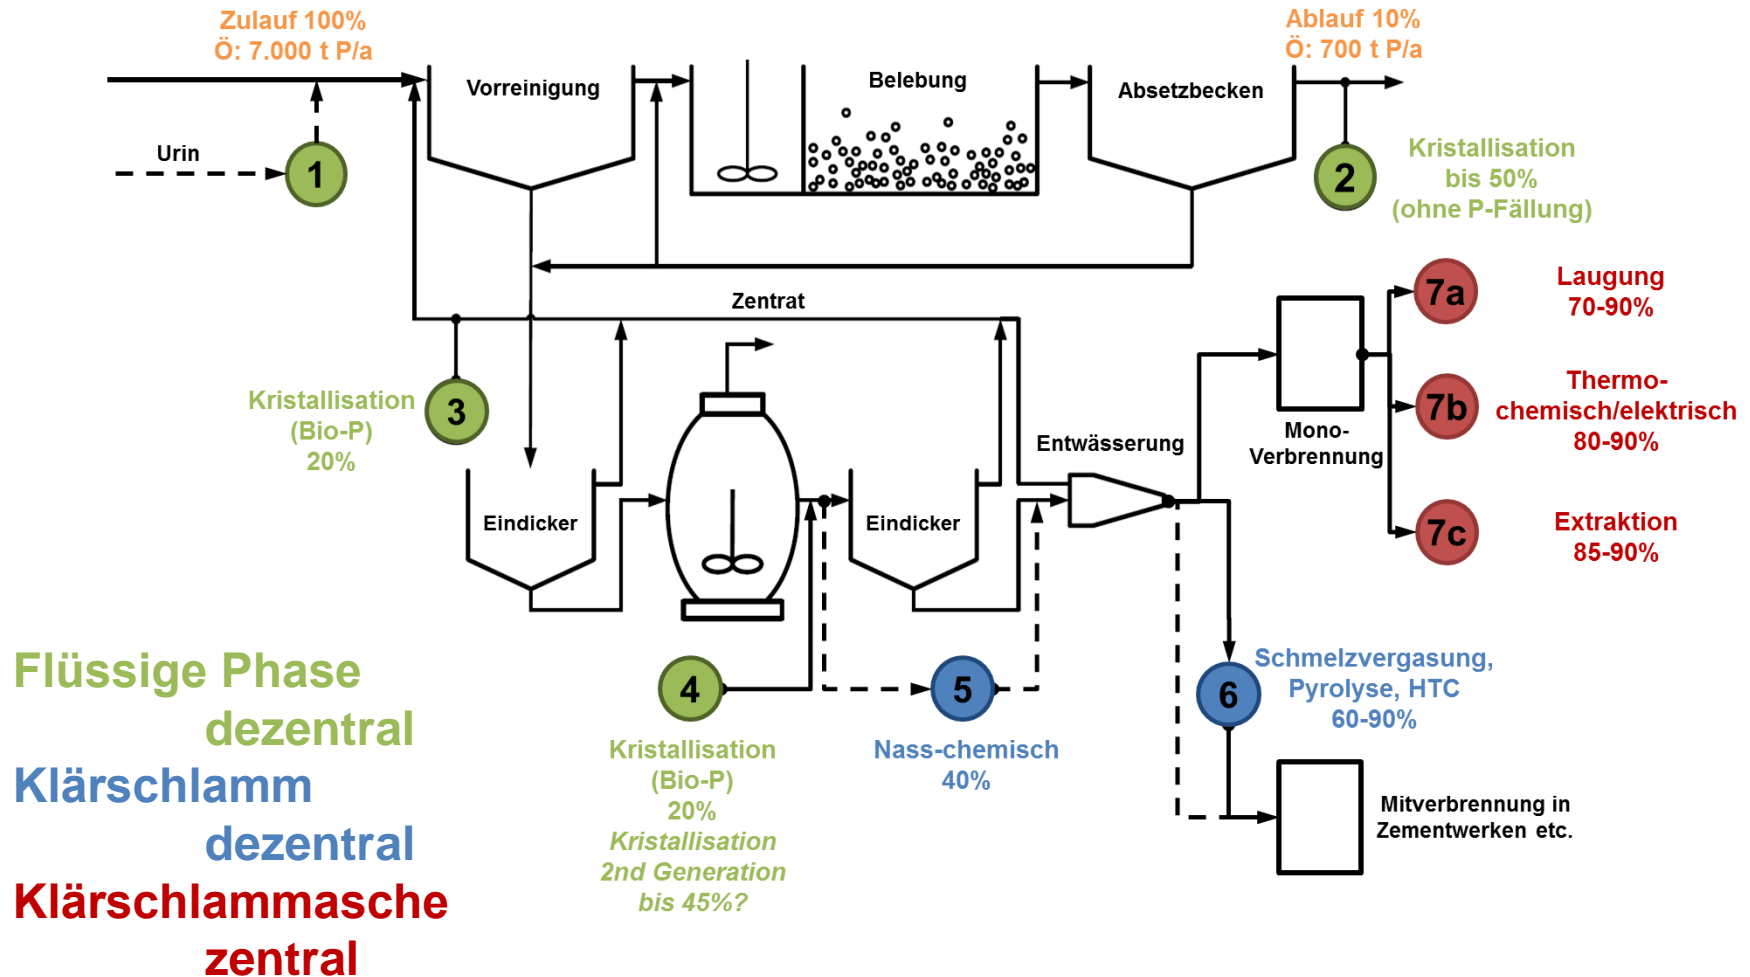 Zulauf 100%
Ö: 7.000 t P/a
Ablauf 10%
Ö: 700 t P/a
Vorreinigung
Belebung
Absetzbecken
Urin
1
2
Kristallisation
bis 50%
(ohne P-Fällung)
Zentrat
7a
Laugung
70-90%
3
Kristallisation
(Bio-P)
20%
7b
Thermo-
chemisch/elektrisch
80-90%
Mono-
Verbrennung
Entwässerung
Eindicker
Eindicker
7c
Extraktion
85-90%
4
Kristallisation
(Bio-P)
20%
Kristallisation
2nd Generation
bis 45%?
5
Nass-chemisch
40%
6
Schmelzvergasung,
Pyrolyse, HTC
60-90%
Mitverbrennung in
Zementwerken etc.
Flüssige Phase
dezentral
Klärschlamm
dezentral
Klärschlammasche
zentral